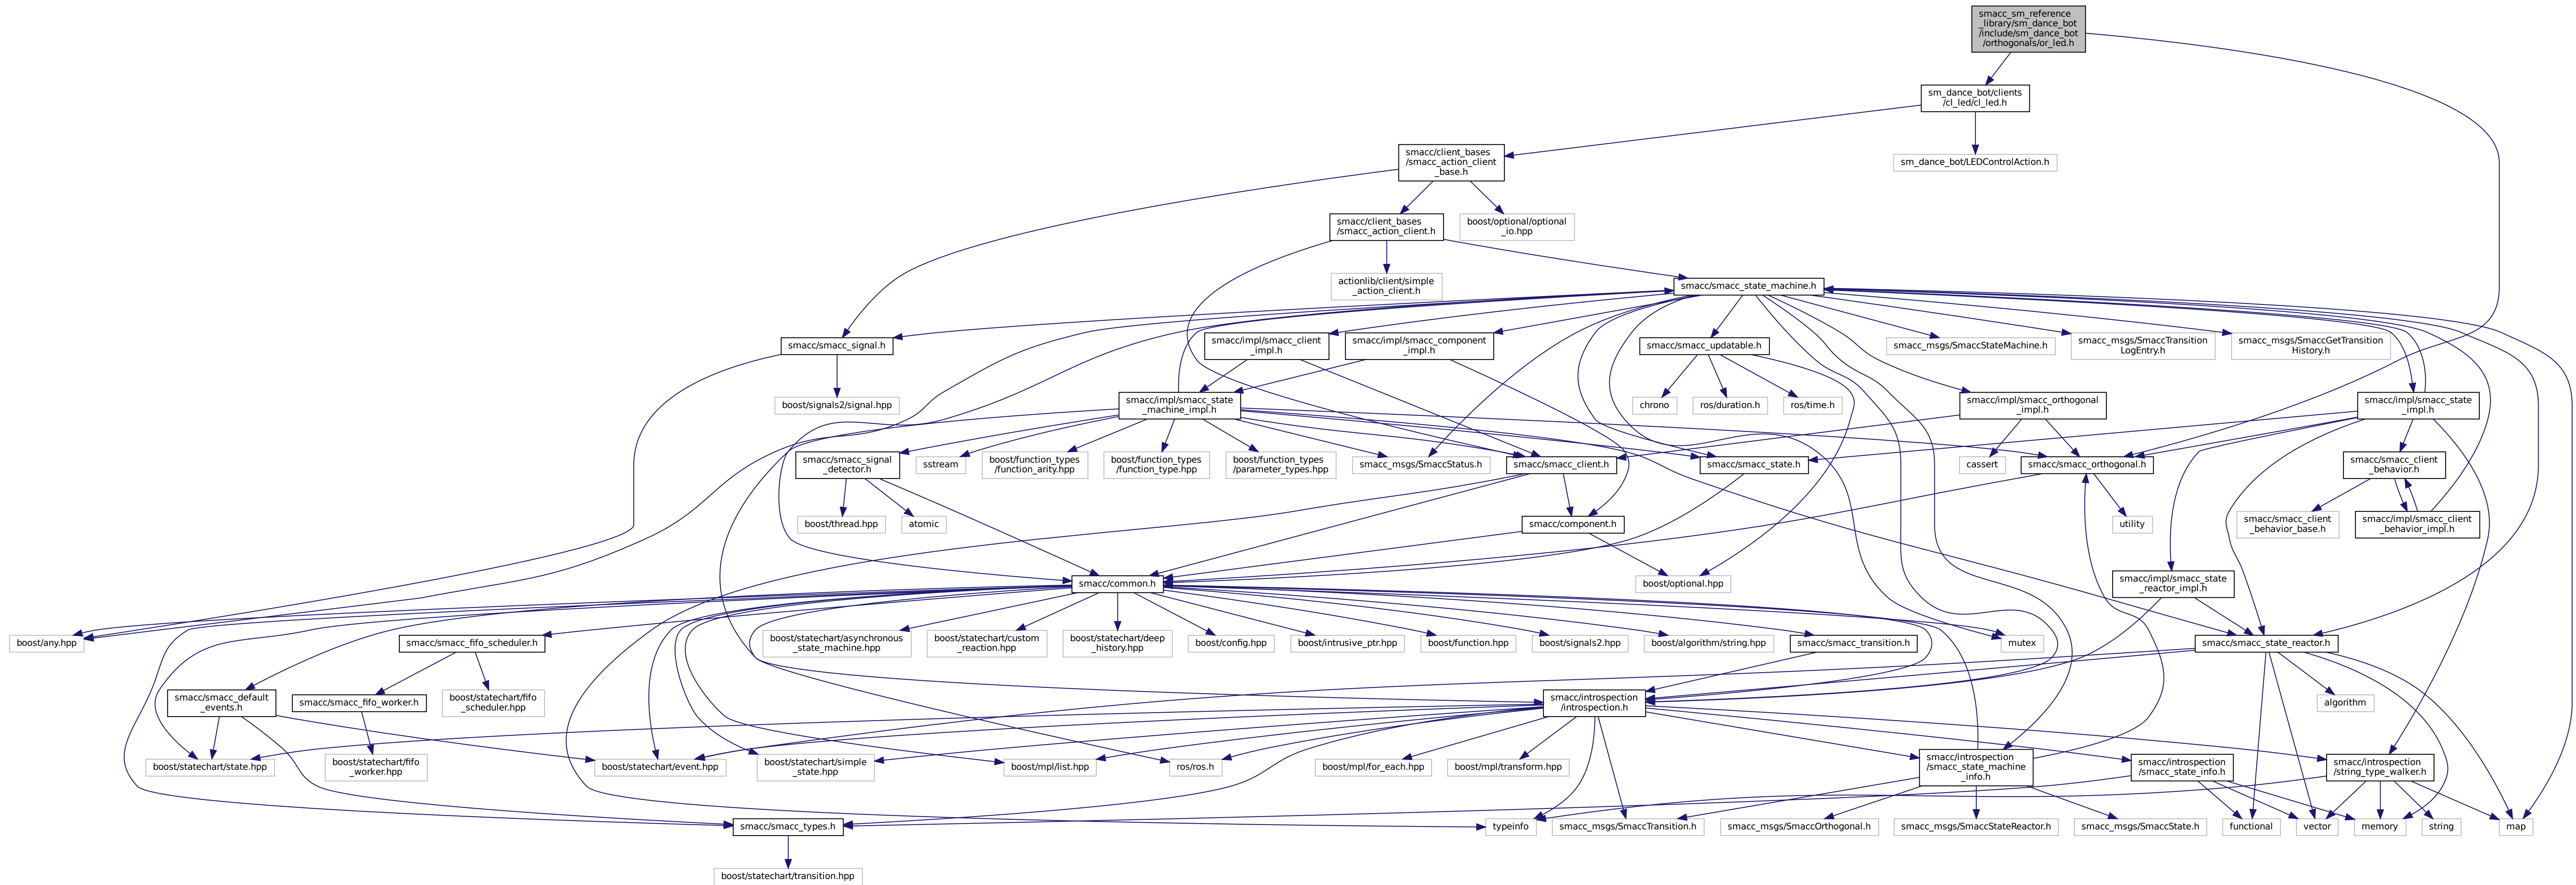 smacc_sm_reference
_library/sm_dance_bot
/include/sm_dance_bot
/orthogonals/or_led.h
sm_dance_bot/clients
/cl_led/cl_led.h
smacc/client_bases
/smacc_action_client
_base.h
sm_dance_bot/LEDControlAction.h
smacc/client_bases
/smacc_action_client.h
boost/optional/optional
_io.hpp
actionlib/client/simple
_action_client.h
smacc/smacc_state_machine.h
smacc/smacc_signal.h
smacc/impl/smacc_client
_impl.h
smacc/impl/smacc_component
_impl.h
smacc/smacc_updatable.h
smacc_msgs/SmaccStateMachine.h
smacc_msgs/SmaccTransition
LogEntry.h
smacc_msgs/SmaccGetTransition
History.h
boost/signals2/signal.hpp
smacc/impl/smacc_state
_machine_impl.h
chrono
ros/duration.h
ros/time.h
smacc/impl/smacc_orthogonal
_impl.h
smacc/impl/smacc_state
_impl.h
smacc/smacc_signal
_detector.h
sstream
boost/function_types
/function_arity.hpp
boost/function_types
/function_type.hpp
boost/function_types
/parameter_types.hpp
smacc_msgs/SmaccStatus.h
smacc/smacc_client.h
smacc/smacc_state.h
cassert
smacc/smacc_orthogonal.h
smacc/smacc_client
_behavior.h
boost/thread.hpp
atomic
smacc/component.h
utility
smacc/smacc_client
_behavior_base.h
smacc/impl/smacc_client
_behavior_impl.h
smacc/common.h
boost/optional.hpp
smacc/impl/smacc_state
_reactor_impl.h
boost/any.hpp
smacc/smacc_fifo_scheduler.h
boost/statechart/asynchronous
_state_machine.hpp
boost/statechart/custom
_reaction.hpp
boost/statechart/deep
_history.hpp
boost/config.hpp
boost/intrusive_ptr.hpp
boost/function.hpp
boost/signals2.hpp
boost/algorithm/string.hpp
smacc/smacc_transition.h
mutex
smacc/smacc_state_reactor.h
smacc/smacc_default
_events.h
smacc/smacc_fifo_worker.h
boost/statechart/fifo
_scheduler.hpp
smacc/introspection
/introspection.h
algorithm
boost/statechart/state.hpp
boost/statechart/fifo
_worker.hpp
boost/statechart/event.hpp
boost/statechart/simple
_state.hpp
boost/mpl/list.hpp
ros/ros.h
boost/mpl/for_each.hpp
boost/mpl/transform.hpp
smacc/introspection
/smacc_state_machine
_info.h
smacc/introspection
/smacc_state_info.h
smacc/introspection
/string_type_walker.h
smacc/smacc_types.h
typeinfo
smacc_msgs/SmaccTransition.h
smacc_msgs/SmaccOrthogonal.h
smacc_msgs/SmaccStateReactor.h
smacc_msgs/SmaccState.h
functional
vector
memory
string
map
boost/statechart/transition.hpp